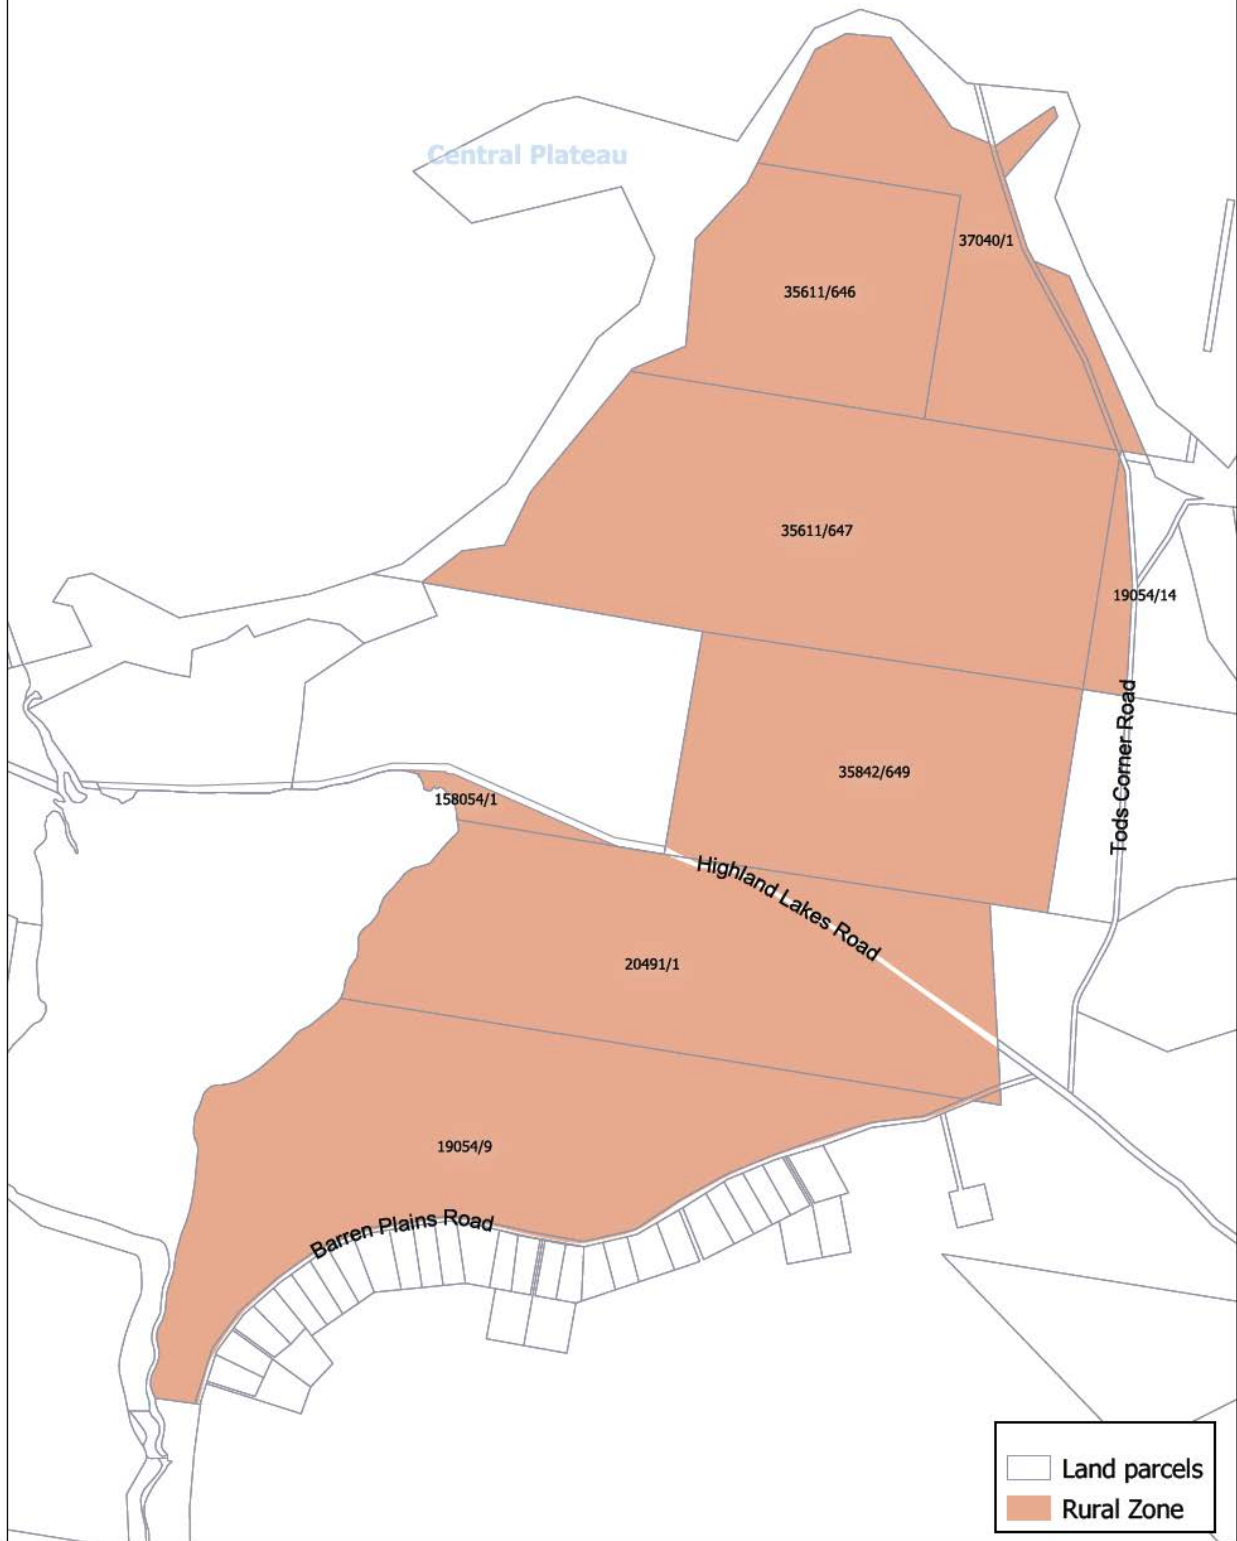 Central Plateau
37040/1
35611/646
35611/647
19054/14
Tods Corner Road
35842/649
158054/1
Highland Lakes Road
20491/1
19054/9
Barren Plains Road
Land parcels
Rural Zone